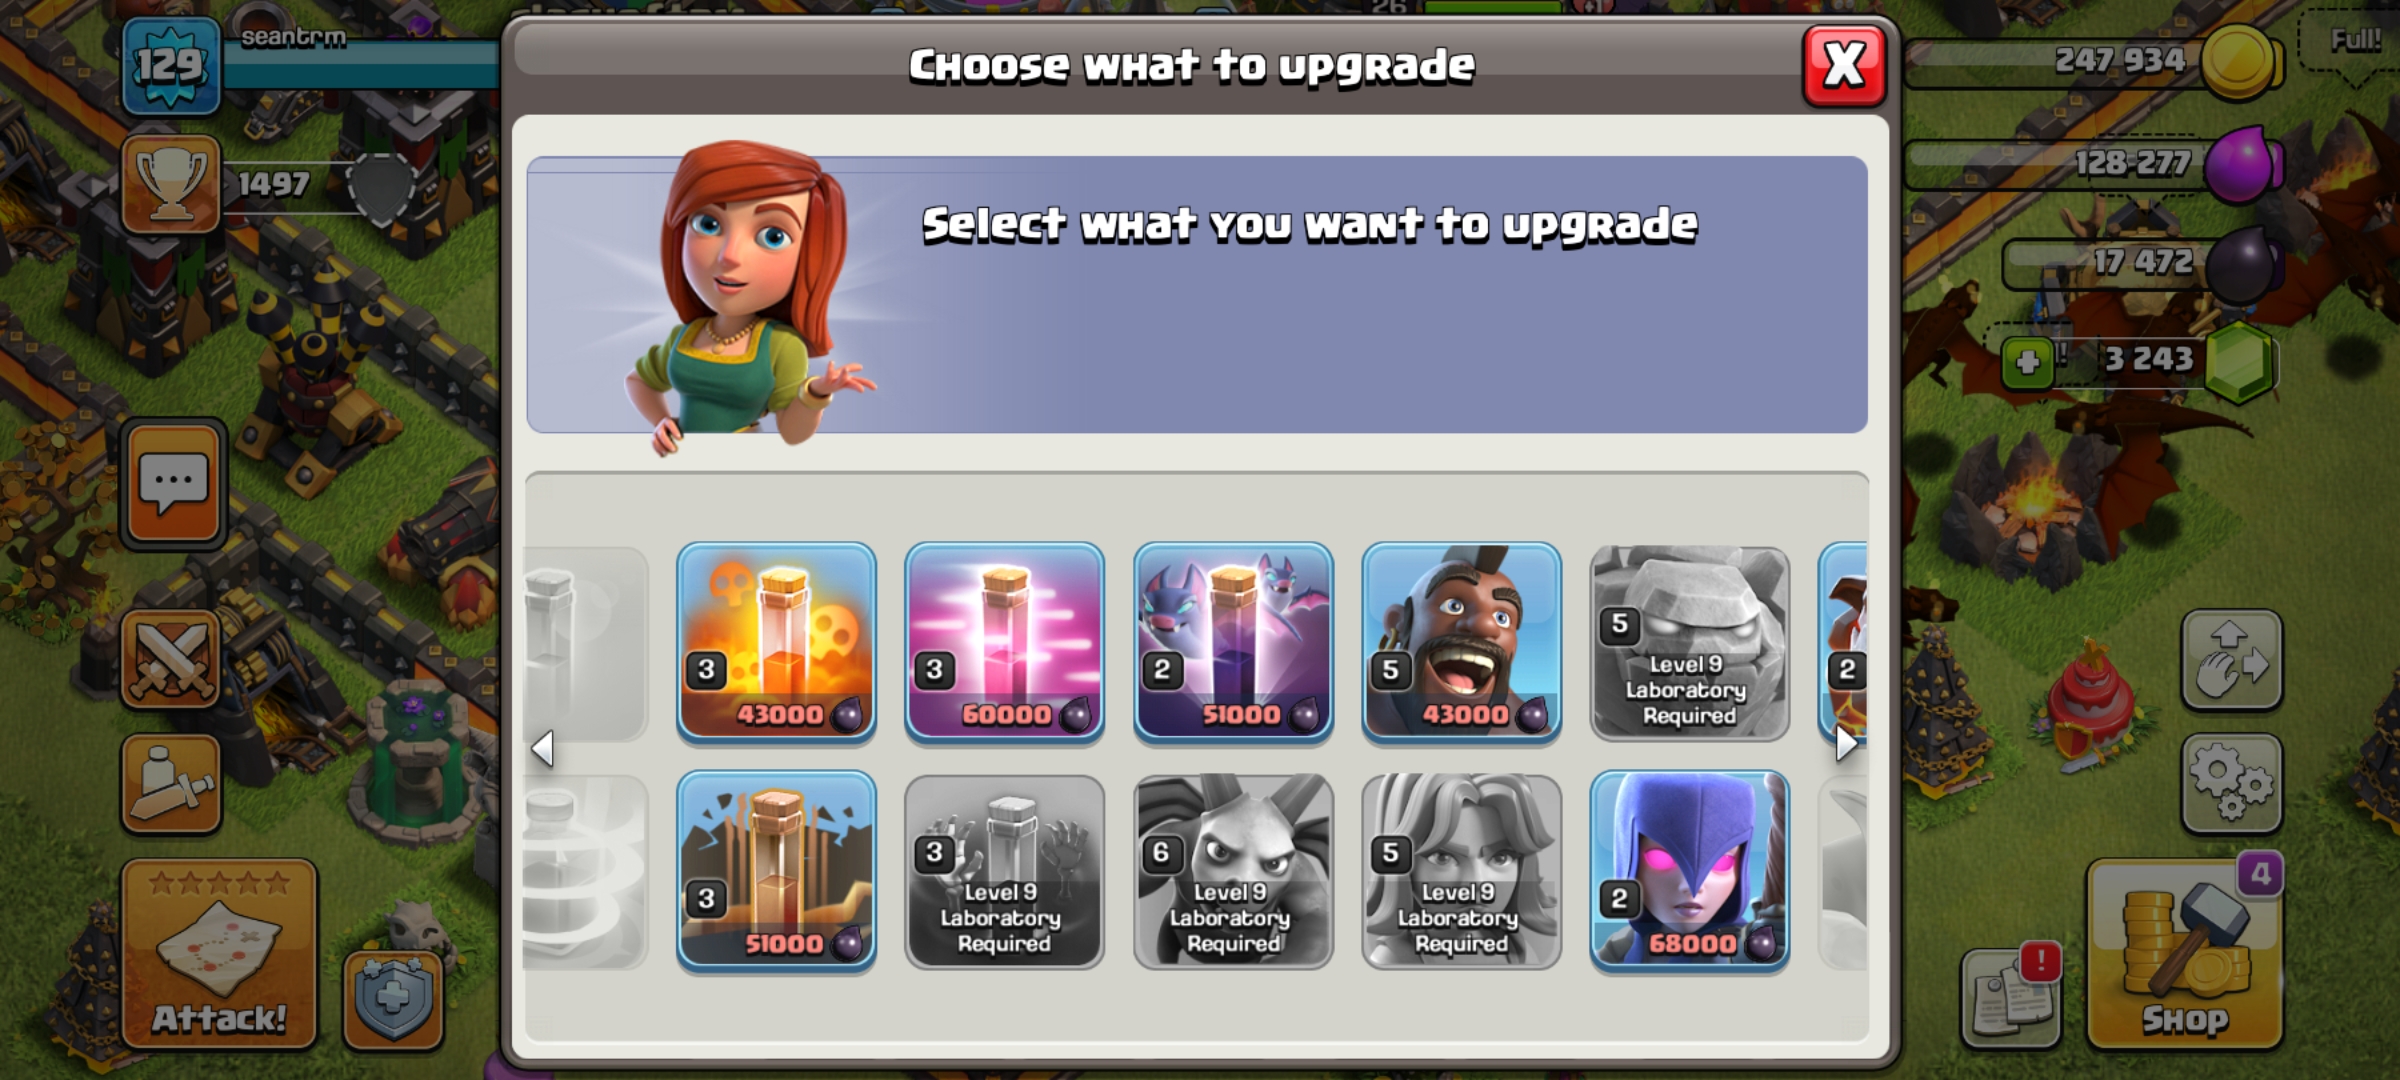 129
seantrm
1497
26
+1
Choose what to upgrade
X
247 934
Full!
128 277
17 472
3 243
Select what you want to upgrade
3
43000
3
60000
2
51000
5
43000
5
Level 9
Laboratory
Required
2
3
51000
3
Level 9
Laboratory
Required
6
Level 9
Laboratory
Required
5
Level 9
Laboratory
Required
2
68000
Attack!
!
4
Shop